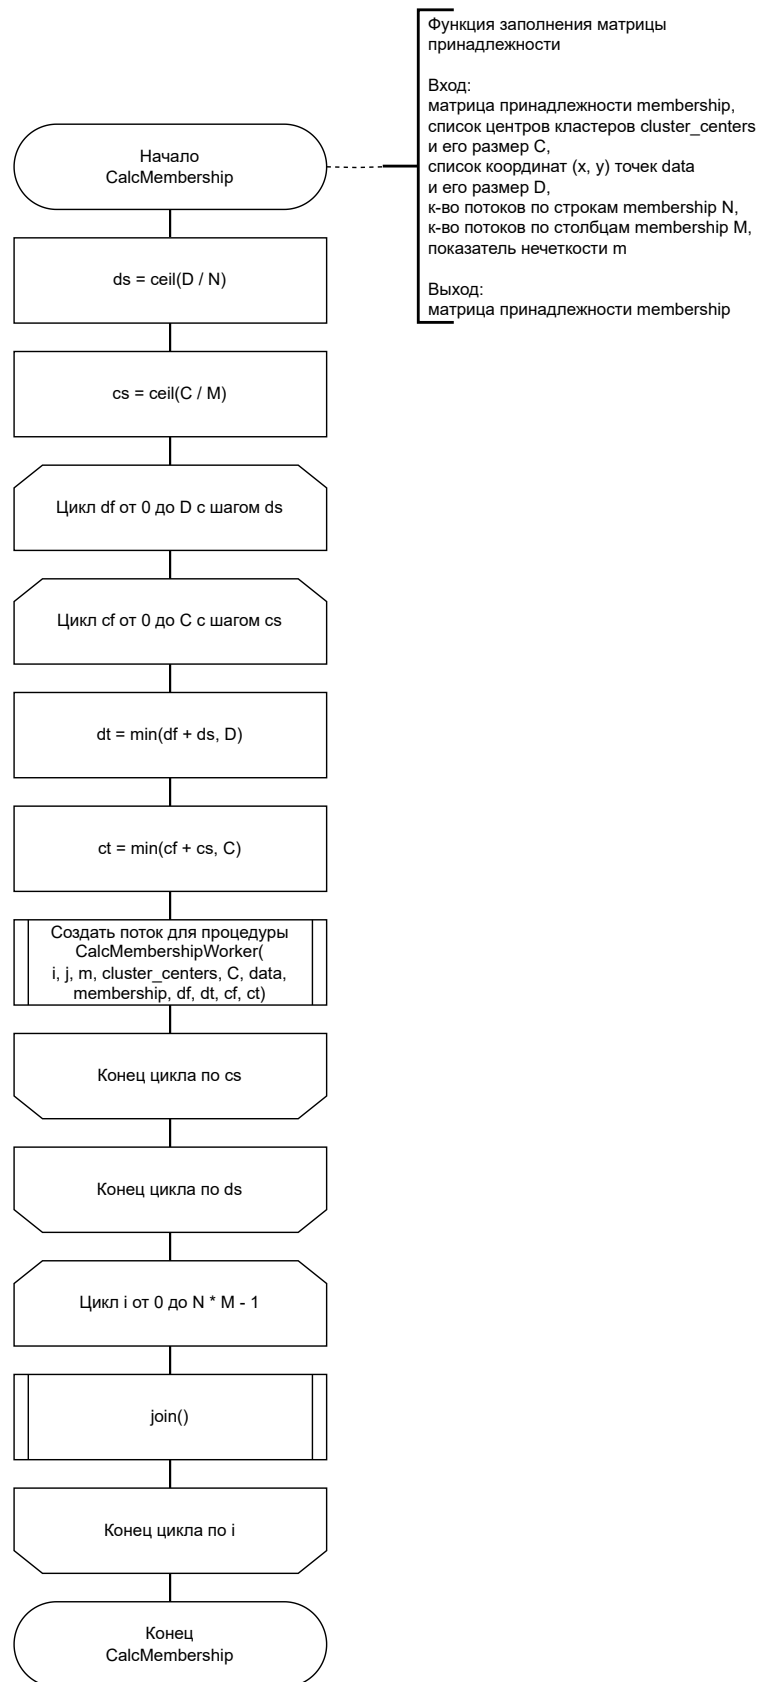 Функция заполнения матрицы
принадлежности
Вход:
матрица принадлежности membership,
список центров кластеров cluster_centers
и его размер C,
список координат (x, y) точек data
и его размер D,
к-во потоков по строкам membership N,
к-во потоков по столбцам membership M,
показатель нечеткости m
Выход:
матрица принадлежности membership
Начало
CalcMembership
ds = ceil(D / N)
cs = ceil(C / M)
Цикл df от 0 до D с шагом ds
Цикл cf от 0 до C с шагом cs
dt = min(df + ds, D)
ct = min(cf + cs, C)
Создать поток для процедуры
CalcMembershipWorker(
i, j, m, cluster_centers, C, data,
membership, df, dt, cf, ct)
Конец цикла по cs
Конец цикла по ds
Цикл i от 0 до N * M - 1
join()
Конец цикла по i
Конец
CalcMembership